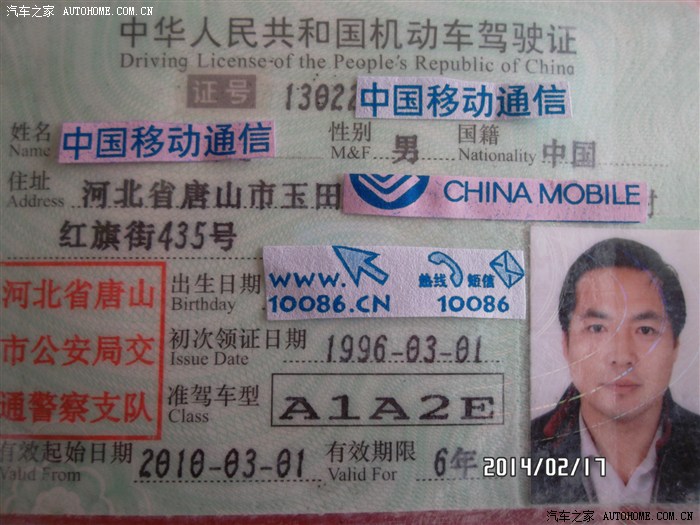 汽车之家 AUTOHOME.COM.CN
中华人民共和国机动车驾驶证
Driving License of the People's Republic of China
证号 13022 中国移动通信
姓名 中国移动通信 性别 男 国籍 中国
Name M&F Nationality
住址 河北省唐山市玉田 CHINA MOBILE 村
Address
红旗街435号
河北省唐山
市公安局交
通警察支队
出生日期 WWW. 热线 短信
Birthday 10086.CN 10086
初次领证日期 1996-03-01
Issue Date
准驾车型 A1A2E
Class
有效起始日期 2010-03-01 有效期限 6年
Valid From Valid For
2014/02/17
汽车之家 AUTOHOME.COM.CN